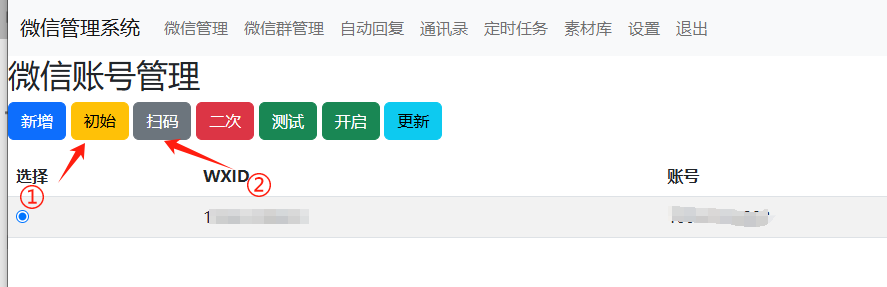 微信管理系统 微信管理 微信群管理 自动回复 通讯录 定时任务 素材库 设置 退出
微信账号管理
新增 初始 扫码 二次 测试 开启 更新
选择 WXID 账号
① ②
1